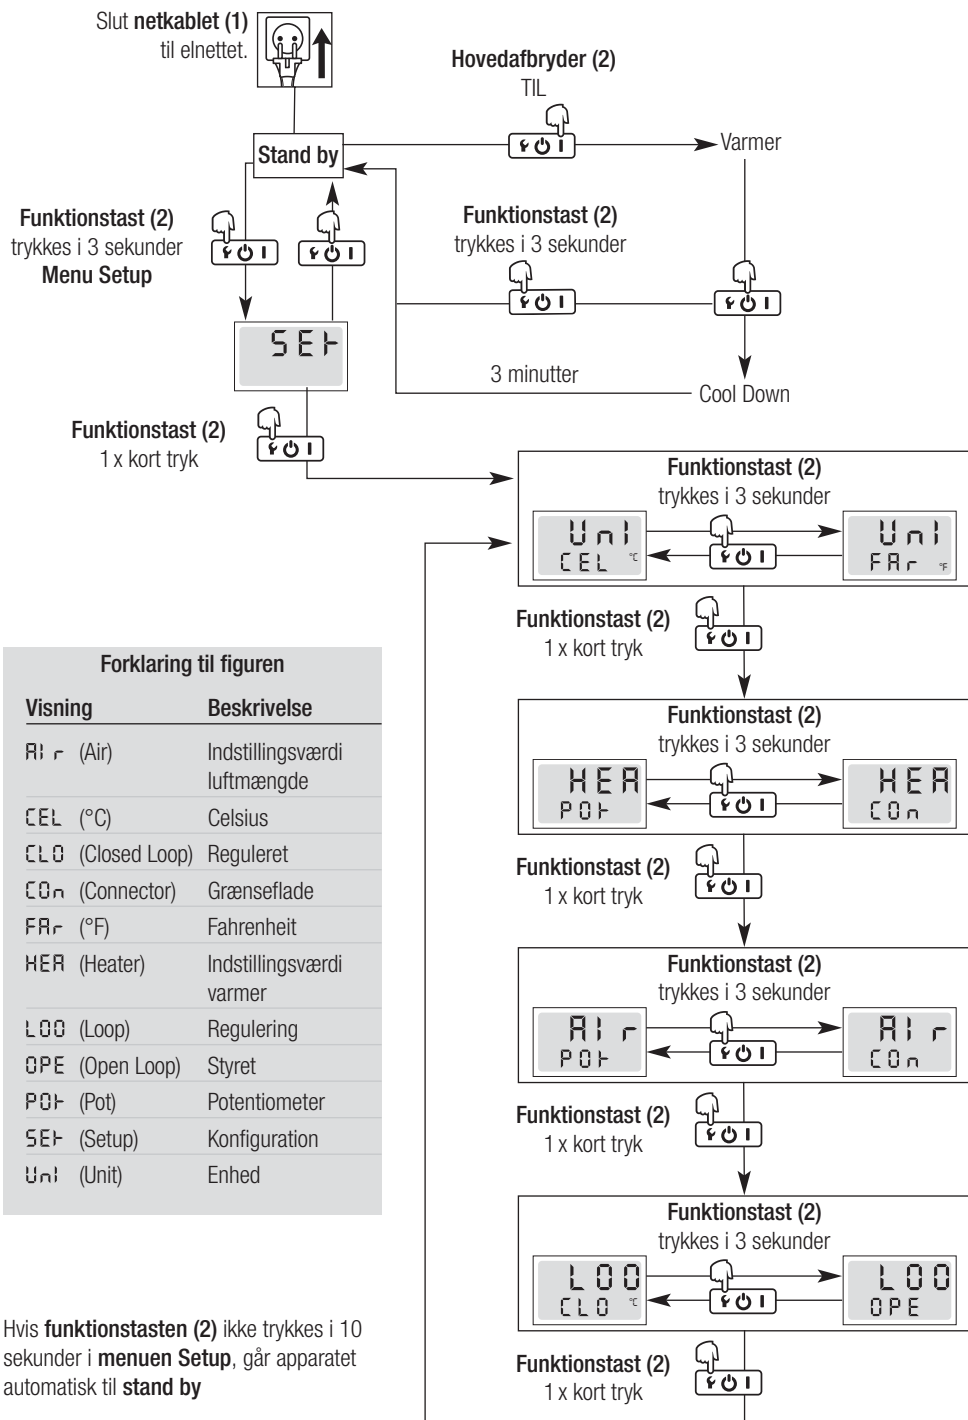 Slut netkablet (1)
til elnettet.
Hovedafbryder (2)
TIL
Stand by
Varmer
Funktionstast (2)
trykkes i 3 sekunder
Menu Setup
Funktionstast (2)
trykkes i 3 sekunder
SEt
3 minutter
Cool Down
Funktionstast (2)
1 x kort tryk
Funktionstast (2)
trykkes i 3 sekunder
UnI
CEL °C
UnI
FAr °F
Funktionstast (2)
1 x kort tryk
Funktionstast (2)
trykkes i 3 sekunder
HEA
POt
HEA
COn
Funktionstast (2)
1 x kort tryk
Funktionstast (2)
trykkes i 3 sekunder
AIr
POt
AIr
COn
Funktionstast (2)
1 x kort tryk
Funktionstast (2)
trykkes i 3 sekunder
LOO
CLO °C
LOO
OPE
Funktionstast (2)
1 x kort tryk
Forklaring til figuren
Visning Beskrivelse
AIr (Air) Indstillingsværdi
luftmængde
CEL (°C) Celsius
CLO (Closed Loop) Reguleret
COn (Connector) Grænseflade
FAr (°F) Fahrenheit
HEA (Heater) Indstillingsværdi
varmer
LOO (Loop) Regulering
OPE (Open Loop) Styret
POt (Pot) Potentiometer
SEt (Setup) Konfiguration
UnI (Unit) Enhed
Hvis funktionstasten (2) ikke trykkes i 10
sekunder i menuen Setup, går apparatet
automatisk til stand by